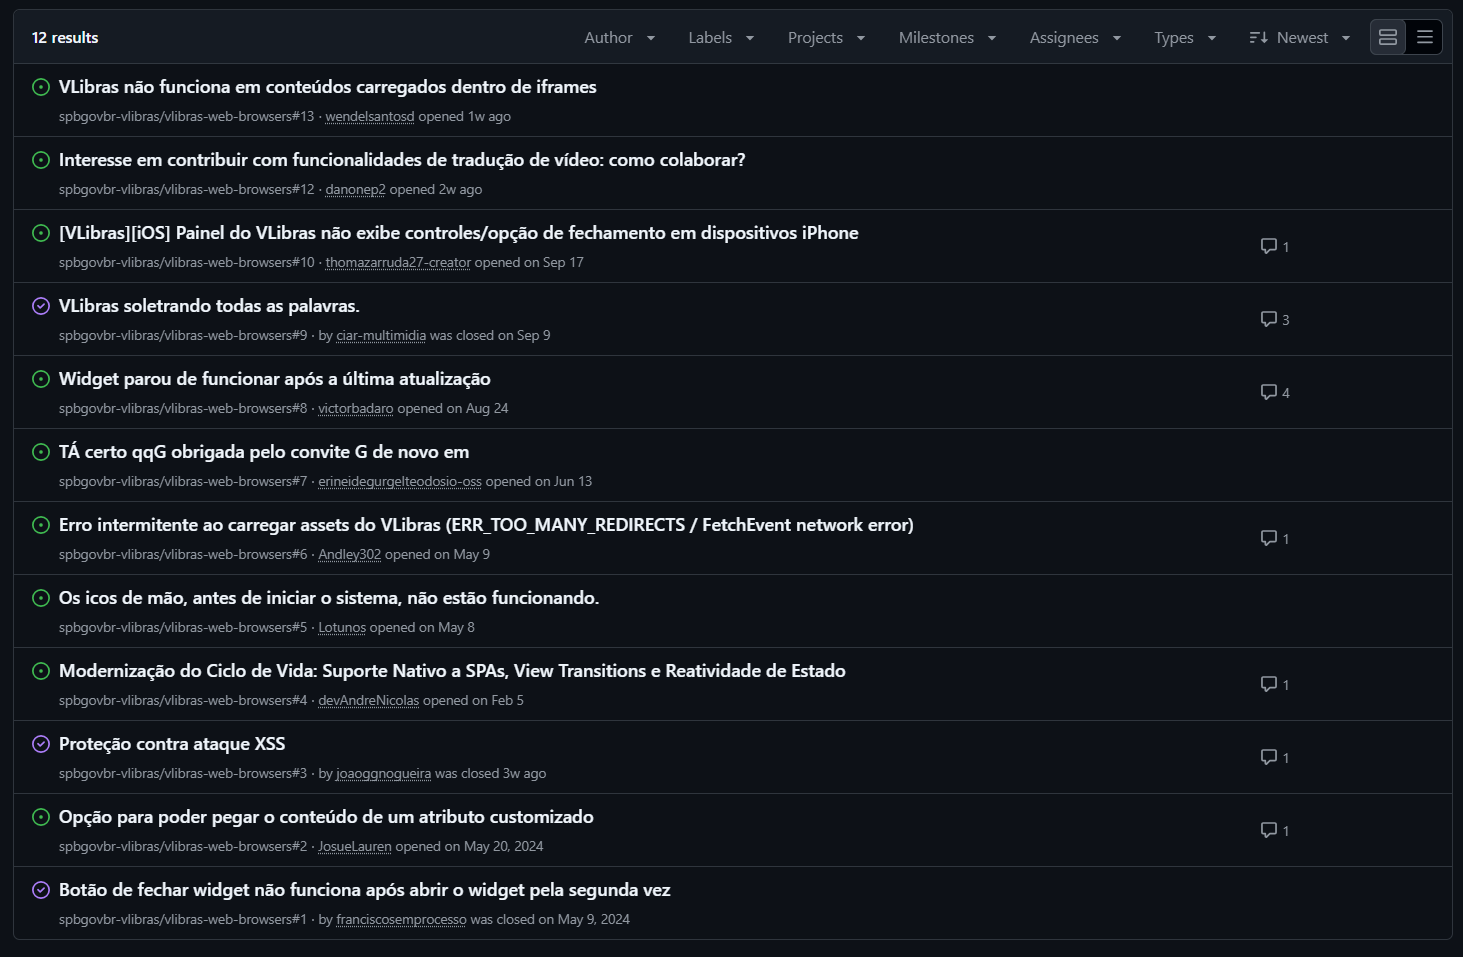 12 results
Author
Labels
Projects
Milestones
Assignees
Types
Newest
VLibras não funciona em conteúdos carregados dentro de iframes
spbgovbr-vlibras/vlibras-web-browsers#13 · wendelsantosd opened 1w ago
Interesse em contribuir com funcionalidades de tradução de vídeo: como colaborar?
spbgovbr-vlibras/vlibras-web-browsers#12 · danonep2 opened 2w ago
[VLibras][iOS] Painel do VLibras não exibe controles/opção de fechamento em dispositivos iPhone
1
spbgovbr-vlibras/vlibras-web-browsers#10 · thomazarruda27-creator opened on Sep 17
VLibras soletrando todas as palavras.
3
spbgovbr-vlibras/vlibras-web-browsers#9 · by ciar-multimidia was closed on Sep 9
Widget parou de funcionar após a última atualização
4
spbgovbr-vlibras/vlibras-web-browsers#8 · victorbadaro opened on Aug 24
TÁ certo qqG obrigada pelo convite G de novo em
spbgovbr-vlibras/vlibras-web-browsers#7 · erineidegurgelteodosio-oss opened on Jun 13
Erro intermitente ao carregar assets do VLibras (ERR_TOO_MANY_REDIRECTS / FetchEvent network error)
1
spbgovbr-vlibras/vlibras-web-browsers#6 · Andley302 opened on May 9
Os icos de mão, antes de iniciar o sistema, não estão funcionando.
spbgovbr-vlibras/vlibras-web-browsers#5 · Lotunos opened on May 8
Modernização do Ciclo de Vida: Suporte Nativo a SPAs, View Transitions e Reatividade de Estado
1
spbgovbr-vlibras/vlibras-web-browsers#4 · devAndreNicolas opened on Feb 5
Proteção contra ataque XSS
1
spbgovbr-vlibras/vlibras-web-browsers#3 · by joaoggnogueira was closed 3w ago
Opção para poder pegar o conteúdo de um atributo customizado
1
spbgovbr-vlibras/vlibras-web-browsers#2 · JosueLauren opened on May 20, 2024
Botão de fechar widget não funciona após abrir o widget pela segunda vez
spbgovbr-vlibras/vlibras-web-browsers#1 · by franciscosemprocesso was closed on May 9, 2024